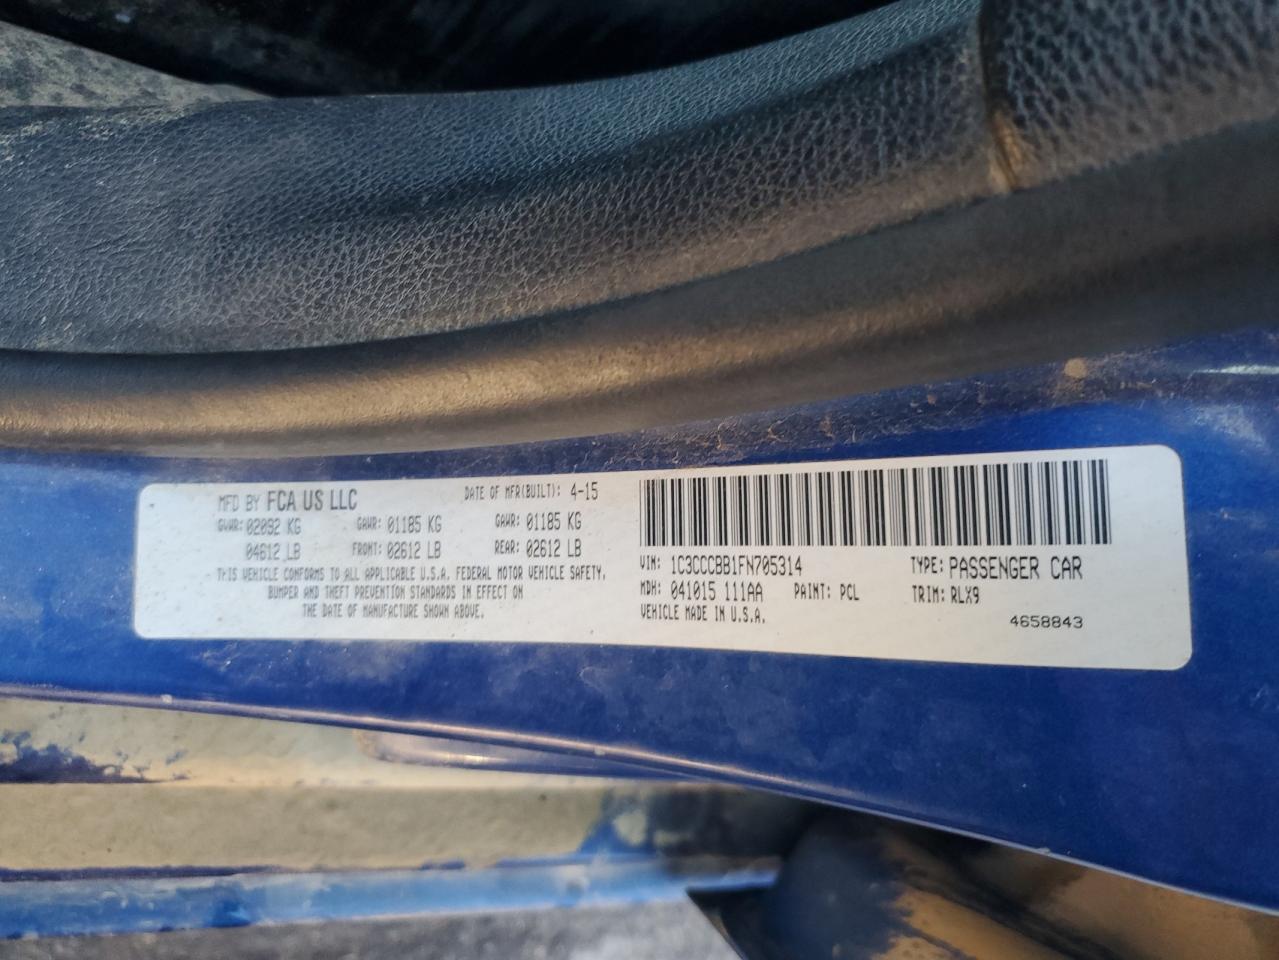 MFD BY FCA US LLC DATE OF MFR(BUILT): 4-15
GVWR: 02092 KG GAWR: 01185 KG GAWR: 01185 KG
04612 LB FRONT: 02612 LB REAR: 02612 LB
THIS VEHICLE CONFORMS TO ALL APPLICABLE U.S.A. FEDERAL MOTOR VEHICLE SAFETY,
BUMPER AND THEFT PREVENTION STANDARDS IN EFFECT ON
THE DATE OF MANUFACTURE SHOWN ABOVE.
VIN: 1C3CCCBB1FN705314 TYPE: PASSENGER CAR
MDH: 041015 111AA PAINT: PCL TRIM: RLX9
VEHICLE MADE IN U.S.A.
4658843